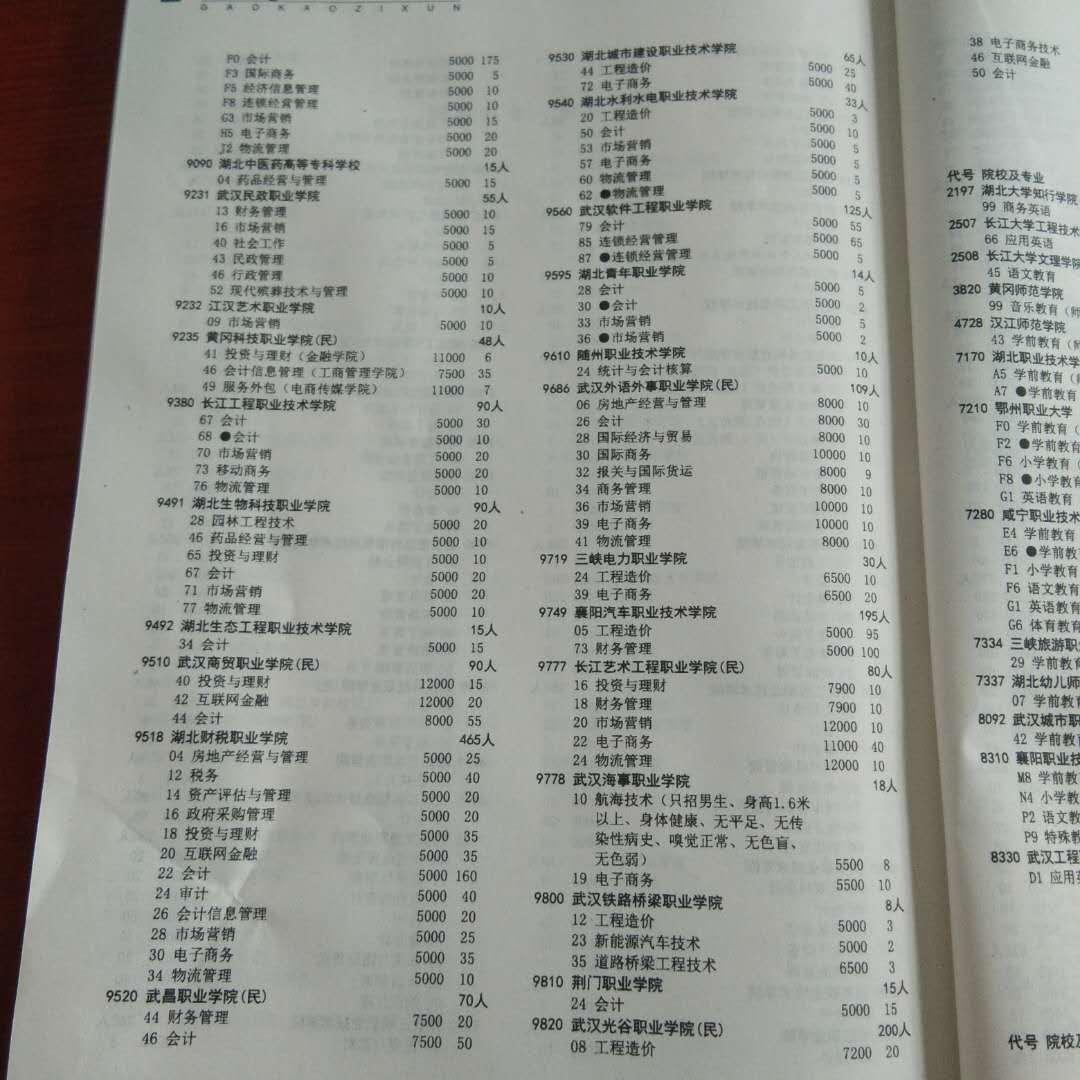 GAOKAOZIXUN
F0 会计 5000 175
F3 国际商务 5000 5
F5 经济信息管理 5000 10
F8 连锁经营管理 5000 10
G3 市场营销 5000 15
H5 电子商务 5000 20
J2 物流管理 5000 20
9090 湖北中医药高等专科学校 15人
04 药品经营与管理 5000 15
9231 武汉民政职业学院 55人
13 财务管理 5000 10
16 市场营销 5000 15
40 社会工作 5000 5
43 民政管理 5000 5
46 行政管理 5000 10
52 现代殡葬技术与管理 5000 10
9232 江汉艺术职业学院 10人
09 市场营销 5000 10
9235 黄冈科技职业学院(民) 48人
41 投资与理财(金融学院) 11000 6
46 会计信息管理(工商管理学院) 7500 35
49 服务外包(电商传媒学院) 11000 7
9380 长江工程职业技术学院 90人
67 会计 5000 30
68 ●会计 5000 10
70 市场营销 5000 20
73 移动商务 5000 20
76 物流管理 5000 10
9491 湖北生物科技职业学院 90人
28 园林工程技术 5000 20
46 药品经营与管理 5000 10
65 投资与理财 5000 10
67 会计 5000 20
71 市场营销 5000 20
77 物流管理 5000 10
9492 湖北生态工程职业技术学院 15人
34 会计 5000 15
9510 武汉商贸职业学院(民) 90人
40 投资与理财 12000 15
42 互联网金融 12000 20
44 会计 8000 55
9518 湖北财税职业学院 465人
04 房地产经营与管理 5000 25
12 税务 5000 40
14 资产评估与管理 5000 20
16 政府采购管理 5000 20
18 投资与理财 5000 35
20 互联网金融 5000 35
22 会计 5000 160
24 审计 5000 40
26 会计信息管理 5000 20
28 市场营销 5000 25
30 电子商务 5000 35
34 物流管理 5000 10
9520 武昌职业学院(民) 70人
44 财务管理 7500 20
46 会计 7500 50
9530 湖北城市建设职业技术学院 65人
44 工程造价 5000 25
72 电子商务 5000 40
9540 湖北水利水电职业技术学院 33人
20 工程造价 5000 3
50 会计 5000 10
53 市场营销 5000 5
57 电子商务 5000 5
60 物流管理 5000 5
62 ●物流管理 5000 5
9560 武汉软件工程职业学院 125人
79 会计 5000 55
85 连锁经营管理 5000 65
87 ●连锁经营管理 5000 5
9595 湖北青年职业学院 14人
28 会计 5000 5
30 ●会计 5000 2
33 市场营销 5000 5
36 ●市场营销 5000 2
9610 随州职业技术学院 10人
24 统计与会计核算 5000 10
9686 武汉外语外事职业学院(民) 109人
06 房地产经营与管理 8000 10
26 会计 8000 30
28 国际经济与贸易 8000 10
30 国际商务 10000 10
32 报关与国际货运 8000 9
34 商务管理 8000 10
36 市场营销 10000 10
39 电子商务 10000 10
41 物流管理 8000 10
9719 三峡电力职业学院 30人
24 工程造价 6500 10
39 电子商务 6500 20
9749 襄阳汽车职业技术学院 195人
05 工程造价 5000 95
73 财务管理 5000 100
9777 长江艺术工程职业学院(民) 80人
16 投资与理财 7900 10
18 财务管理 7900 10
20 市场营销 12000 10
22 电子商务 11000 40
24 物流管理 12000 10
9778 武汉海事职业学院 18人
10 航海技术(只招男生、身高1.6米
以上、身体健康、无平足、无传
染性病史、嗅觉正常、无色盲、
无色弱) 5500 8
19 电子商务 5500 10
9800 武汉铁路桥梁职业学院 8人
12 工程造价 5000 3
23 新能源汽车技术 5000 2
35 道路桥梁工程技术 6500 3
9810 荆门职业学院 15人
24 会计 5000 15
9820 武汉光谷职业学院(民) 200人
08 工程造价 7200 20
38 电子商务技术
46 互联网金融
50 会计
代号 院校及专业
2197 湖北大学知行学院
99 商务英语
2507 长江大学工程技术
66 应用英语
2508 长江大学文理学院
45 语文教育
3820 黄冈师范学院
99 音乐教育(师
4728 汉江师范学院
43 学前教育(师
7170 湖北职业技术学
A5 学前教育(师
A7 ●学前教育
7210 鄂州职业大学
F0 学前教育(
F2 ●学前教育
F6 小学教育(
F8 ●小学教育
G1 英语教育
7280 咸宁职业技术
E4 学前教育
E6 ●学前教
F1 小学教育
F6 语文教育
G1 英语教育
G6 体育教育
7334 三峡旅游职
29 学前教育
7337 湖北幼儿师
07 学前教
8092 武汉城市职
42 学前教
8310 襄阳职业技
M8 学前教
N4 小学教
P2 语文教
P9 特殊教
8330 武汉工程
D1 应用英
代号 院校及